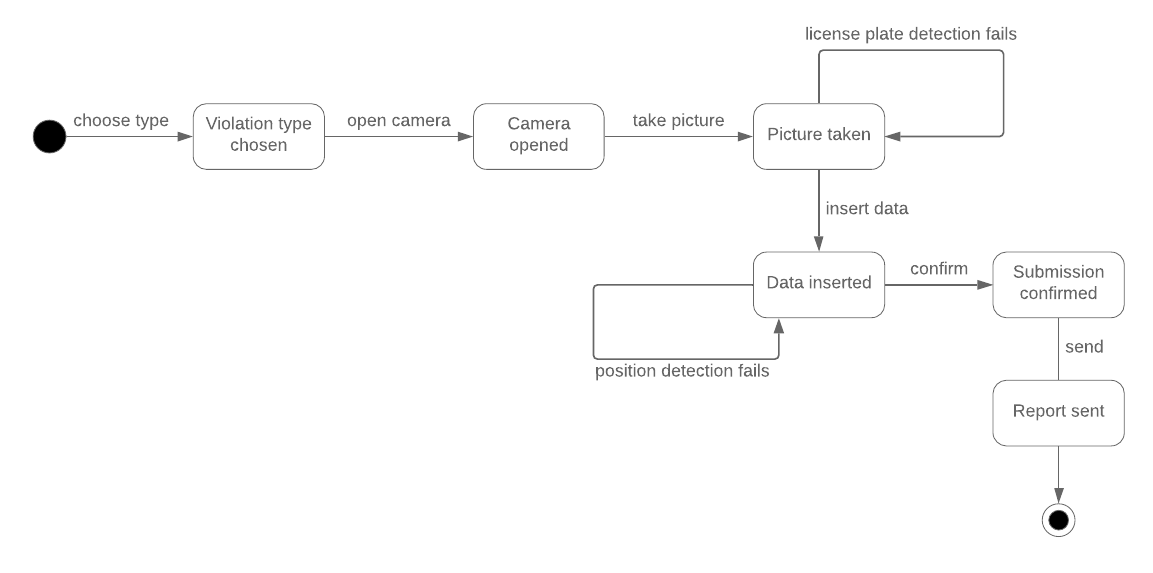 license plate detection fails
choose type
Violation type
chosen
open camera
Camera
opened
take picture
Picture taken
insert data
Data inserted
confirm
Submission
confirmed
position detection fails
send
Report sent